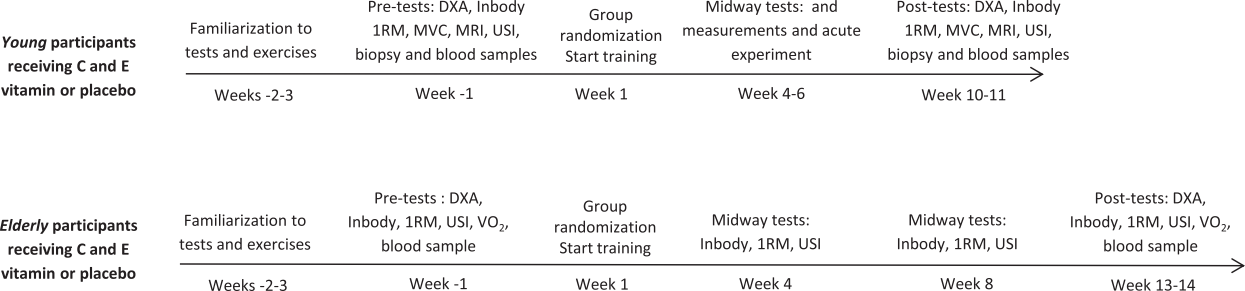 Young participants
receiving C and E
vitamin or placebo
Familiarization to
tests and exercises
Weeks -2-3
Pre-tests: DXA, Inbody
1RM, MVC, MRI, USI,
biopsy and blood samples
Week -1
Group
randomization
Start training
Week 1
Midway tests: and
measurements and acute
experiment
Week 4-6
Post-tests: DXA, Inbody
1RM, MVC, MRI, USI,
biopsy and blood samples
Week 10-11
Elderly participants
receiving C and E
vitamin or placebo
Familiarization to
tests and exercises
Weeks -2-3
Pre-tests : DXA,
Inbody, 1RM, USI, VO₂,
blood sample
Week -1
Group
randomization
Start training
Week 1
Midway tests:
Inbody, 1RM, USI
Week 4
Midway tests:
Inbody, 1RM, USI
Week 8
Post-tests: DXA,
Inbody, 1RM, USI, VO₂,
blood sample
Week 13-14